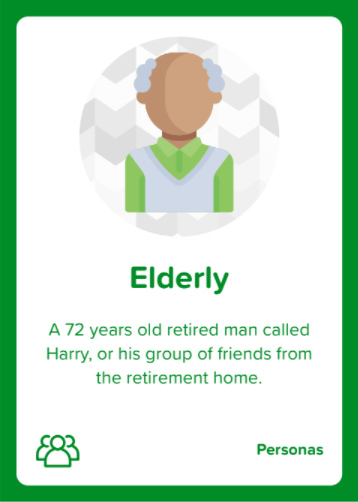 Elderly
A 72 years old retired man called
Harry, or his group of friends from
the retirement home.
Personas